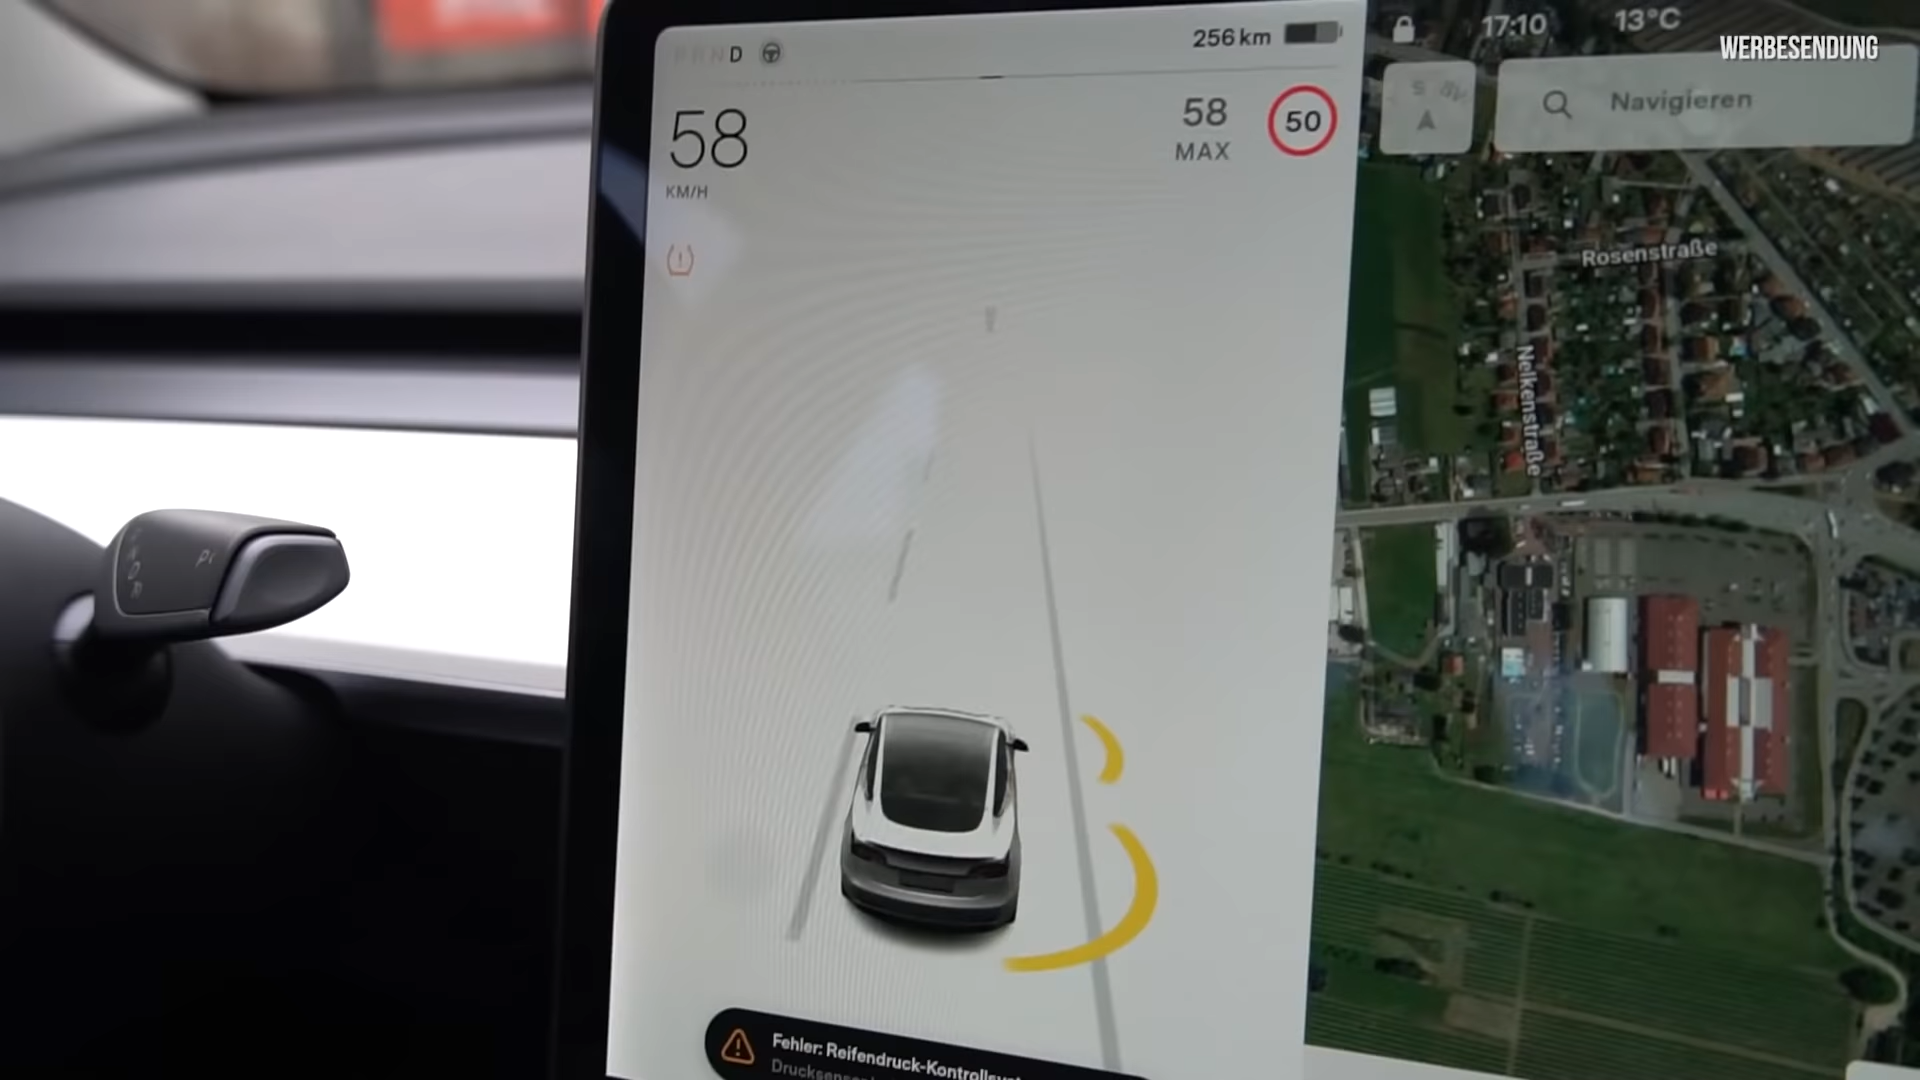 WERBESENDUNG
P R N D
256 km
17:10
13°C
58
KM/H
58
MAX
50
S
Navigieren
Rosenstraße
Nelkenstraße
Fehler: Reifendruck-Kontrollsyst